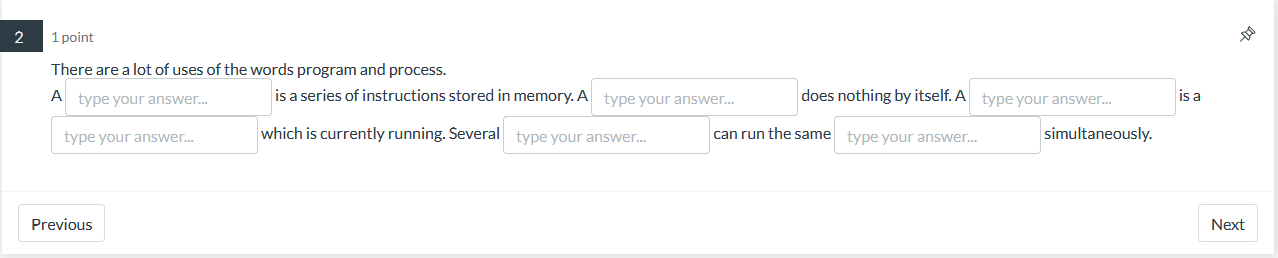 2 1 point
There are a lot of uses of the words program and process.
A type your answer... is a series of instructions stored in memory. A type your answer... does nothing by itself. A type your answer... is a
type your answer... which is currently running. Several type your answer... can run the same type your answer... simultaneously.
Previous Next